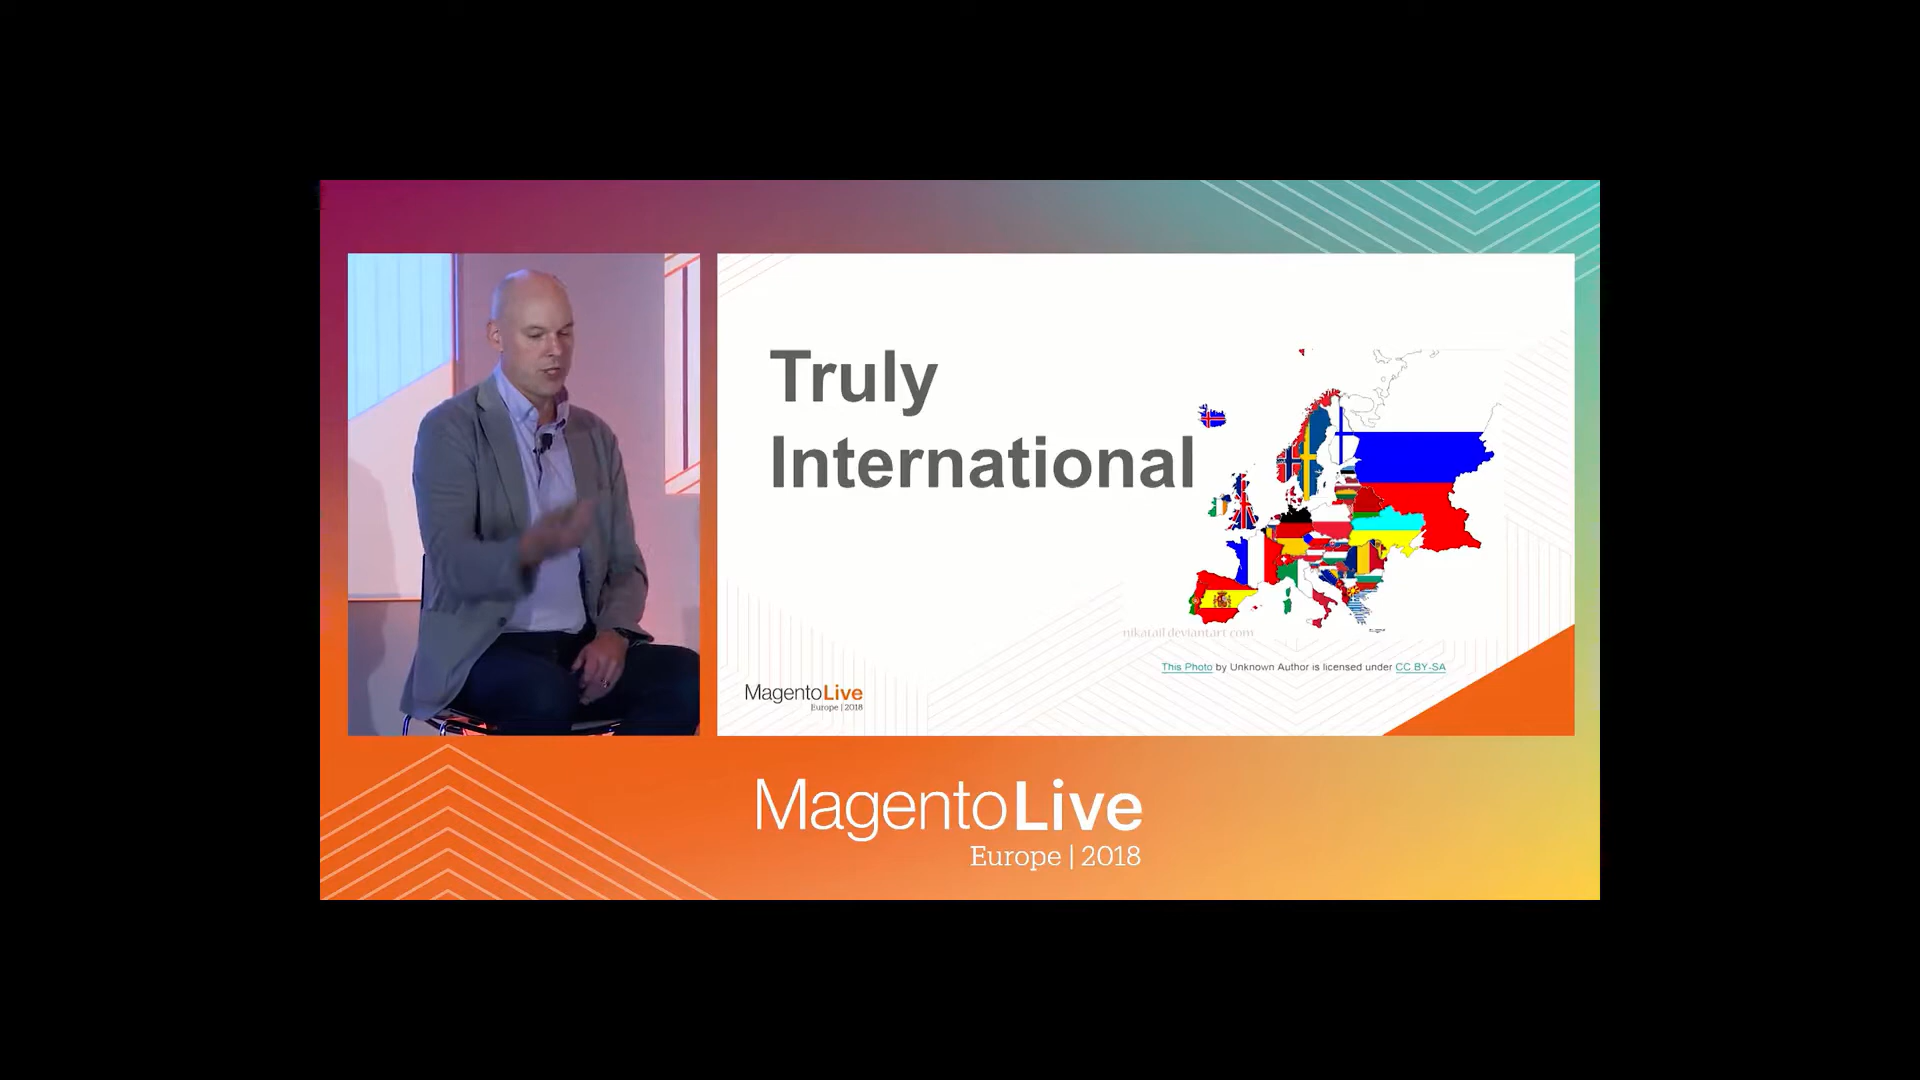 Truly
International
nikatail.deviantart.com
This Photo by Unknown Author is licensed under CC BY-SA
MagentoLive
Europe | 2018
MagentoLive
Europe | 2018